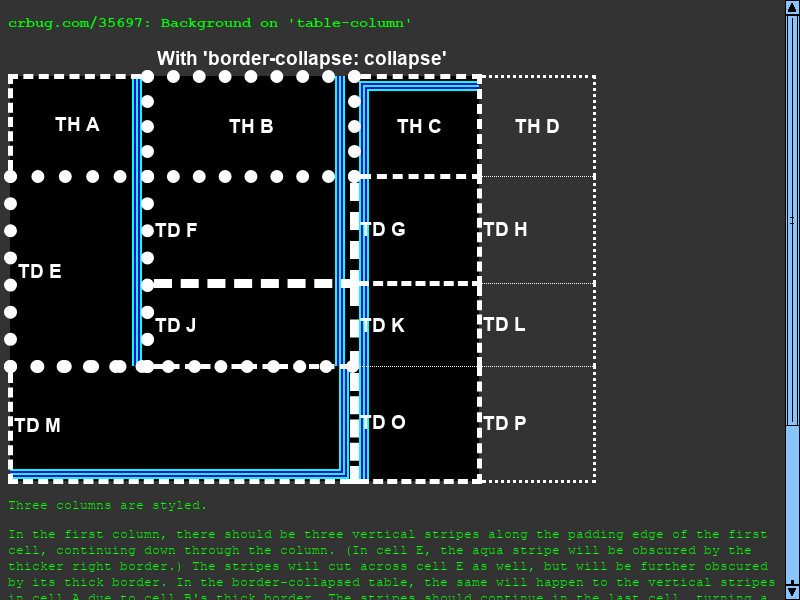 crbug.com/35697: Background on 'table-column'
With 'border-collapse: collapse'
TH A TH B TH C TH D
TD F TD G TD H
TD E
TD J TD K TD L
TD M TD O TD P
Three columns are styled.
In the first column, there should be three vertical stripes along the padding edge of the first
cell, continuing down through the column. (In cell E, the aqua stripe will be obscured by the
thicker right border.) The stripes will cut across cell E as well, but will be further obscured
by its thick border. In the border-collapsed table, the same will happen to the vertical stripes
in cell A due to cell B's thick border. The stripes should continue in the last cell, turning a